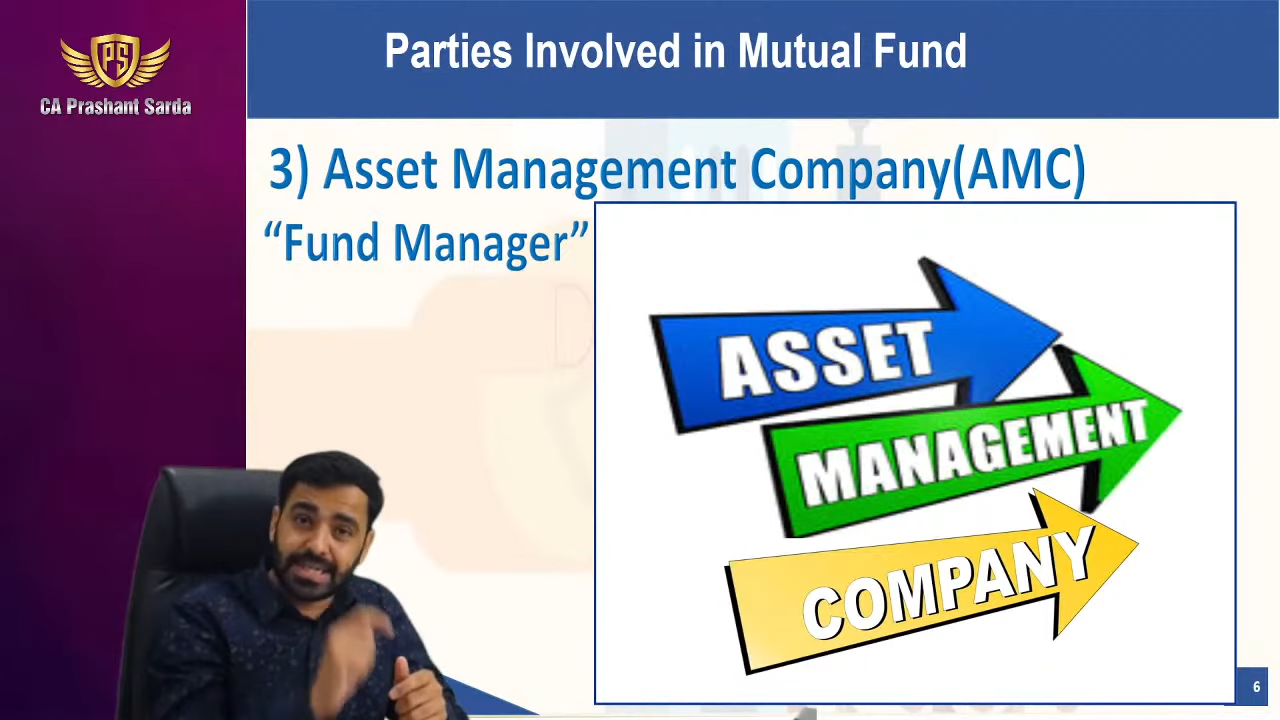 PS
CA Prashant Sarda
Parties Involved in Mutual Fund
3) Asset Management Company(AMC)
“Fund Manager”
ASSET
MANAGEMENT
COMPANY
6